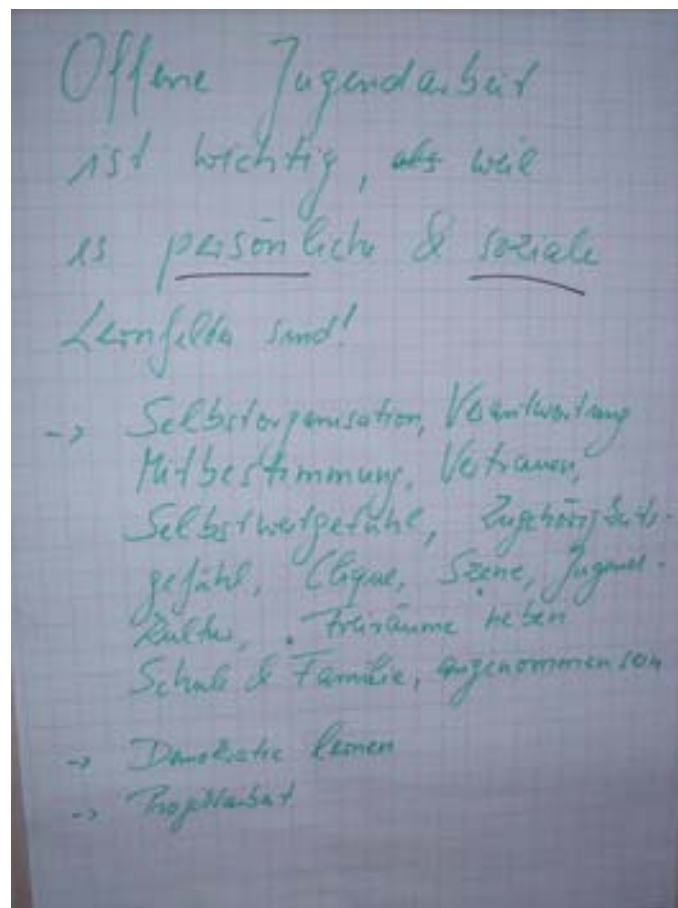 Offene Jugendarbeit
ist wichtig, als weil
es persönliche & soziale
Lernfelder sind!
-> Selbstorganisation, Verantwortung
Mitbestimmung, Vertrauen,
Selbstwertgefühl, Zugehörigkeits-
gefühl, Clique, Szene, Jugend-
kultur, . Freiräume neben
Schule & Familie, angenommen sein
-> Demokratie lernen
-> Projektarbeit